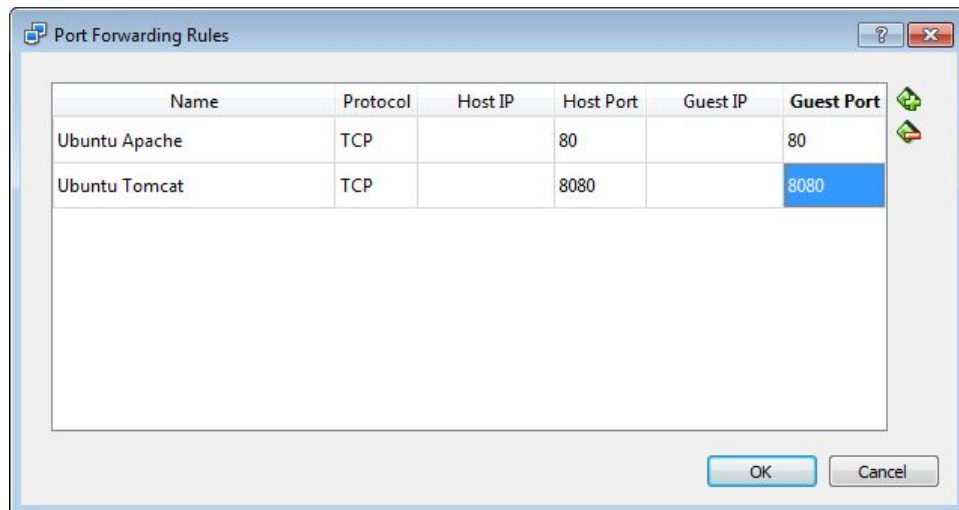 Port Forwarding Rules
Name Protocol Host IP Host Port Guest IP Guest Port
Ubuntu Apache TCP 80 80
Ubuntu Tomcat TCP 8080 8080
OK Cancel